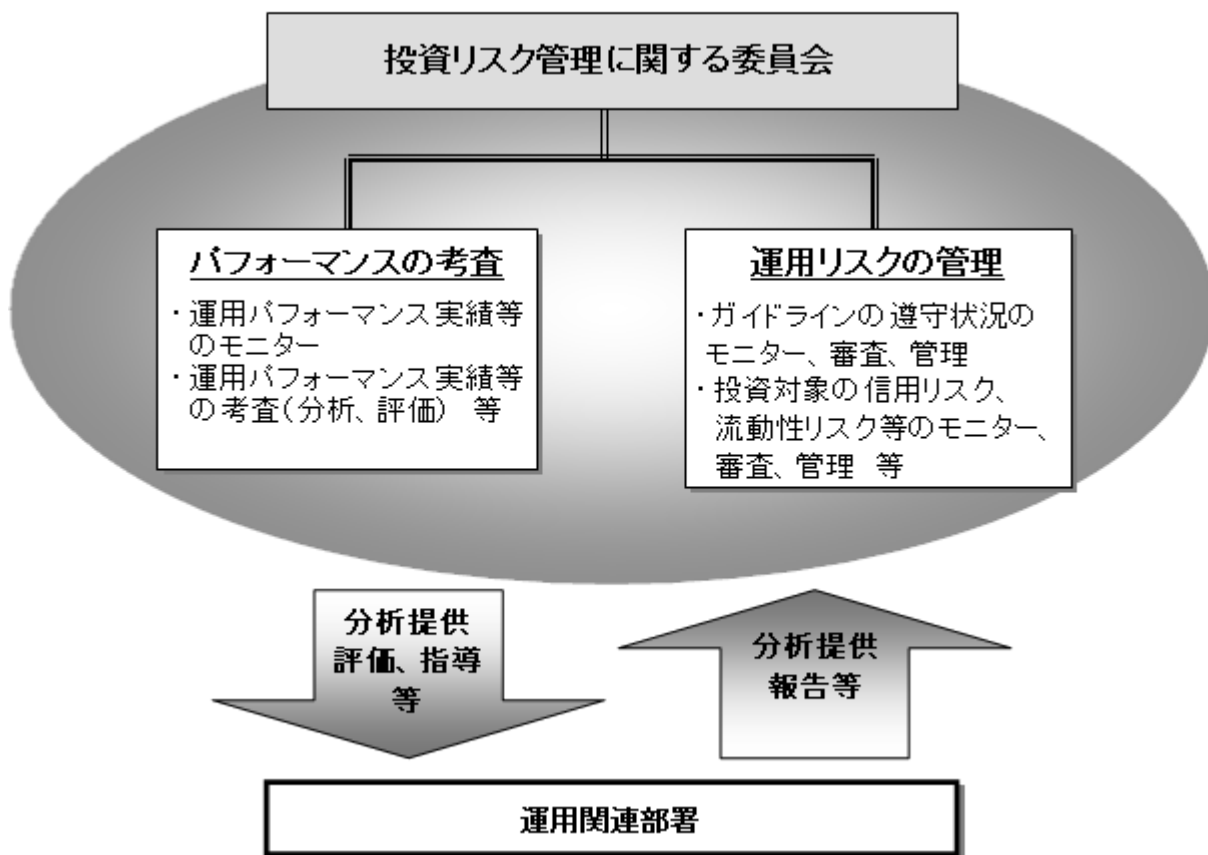 投資リスク管理に関する委員会
パフォーマンスの考査
・運用パフォーマンス実績等
のモニター
・運用パフォーマンス実績等
の考査(分析、評価) 等
運用リスクの管理
・ガイドラインの遵守状況の
モニター、審査、管理
・投資対象の信用リスク、
流動性リスク等のモニター、
審査、管理 等
分析提供
評価、指導
等
分析提供
報告等
運用関連部署